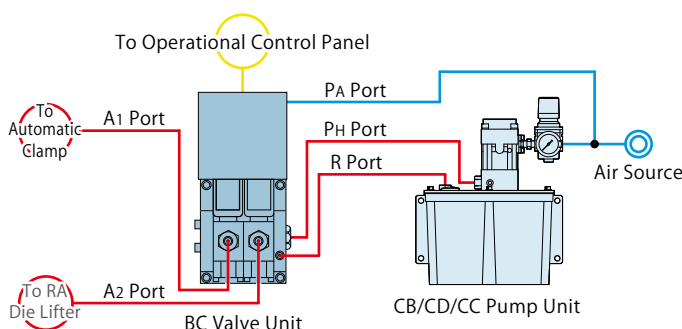 To Operational Control Panel
PA Port
To
Automatic
Clamp
A1 Port
PH Port
R Port
Air Source
To RA
Die Lifter
A2 Port
BC Valve Unit
CB/CD/CC Pump Unit